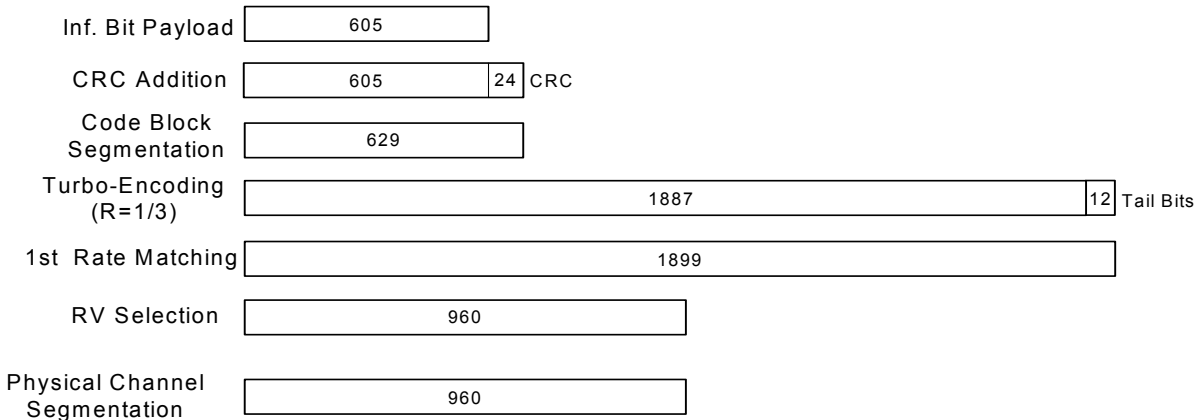 Inf. Bit Payload 605
CRC Addition 605 24 CRC
Code Block
Segmentation 629
Turbo-Encoding
(R=1/3) 1887 12 Tail Bits
1st Rate Matching 1899
RV Selection 960
Physical Channel
Segmentation 960